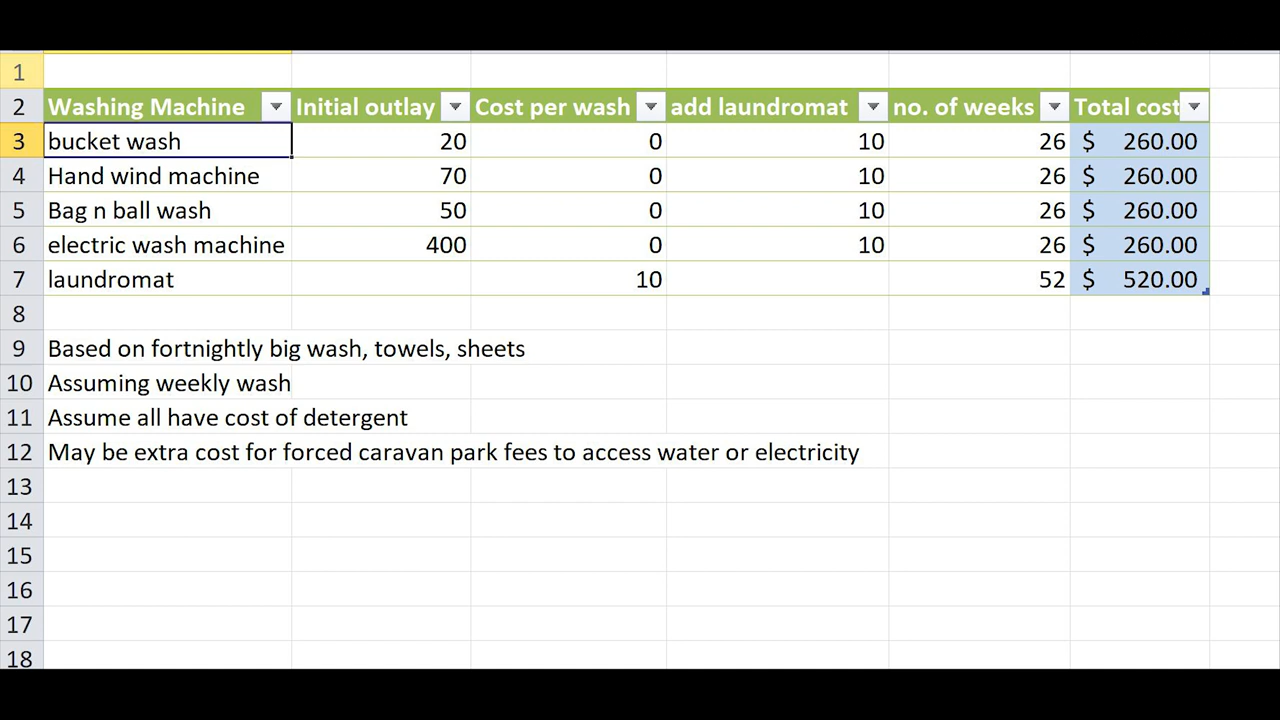 1
2 Washing Machine Initial outlay Cost per wash add laundromat no. of weeks Total cost
3 bucket wash 20 0 10 26 $ 260.00
4 Hand wind machine 70 0 10 26 $ 260.00
5 Bag n ball wash 50 0 10 26 $ 260.00
6 electric wash machine 400 0 10 26 $ 260.00
7 laundromat 10 52 $ 520.00
8
9 Based on fortnightly big wash, towels, sheets
10 Assuming weekly wash
11 Assume all have cost of detergent
12 May be extra cost for forced caravan park fees to access water or electricity
13
14
15
16
17
18